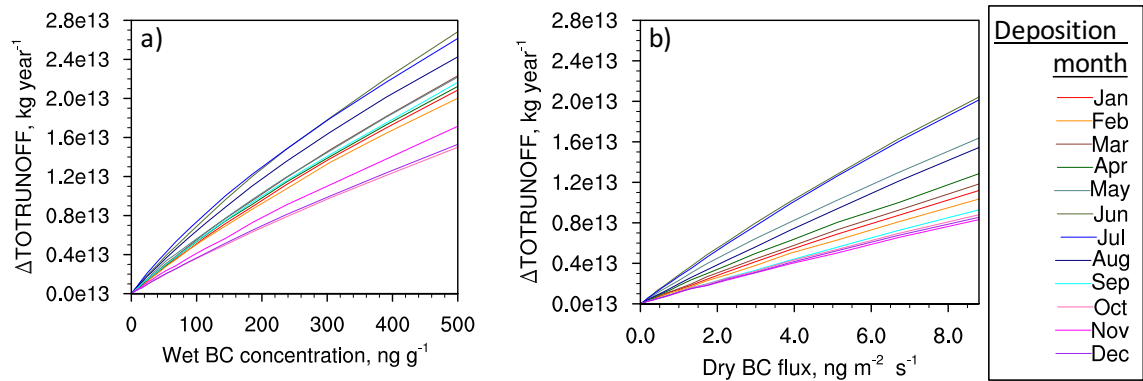 a)
ΔTOTRUNOFF, kg year⁻¹
2.8e13
2.4e13
2.0e13
1.6e13
1.2e13
0.8e13
0.4e13
0.0e13
0 100 200 300 400 500
Wet BC concentration, ng g⁻¹
b)
ΔTOTRUNOFF, kg year⁻¹
2.8e13
2.4e13
2.0e13
1.6e13
1.2e13
0.8e13
0.4e13
0.0e13
0.0 2.0 4.0 6.0 8.0
Dry BC flux, ng m⁻² s⁻¹
Deposition
month
Jan
Feb
Mar
Apr
May
Jun
Jul
Aug
Sep
Oct
Nov
Dec